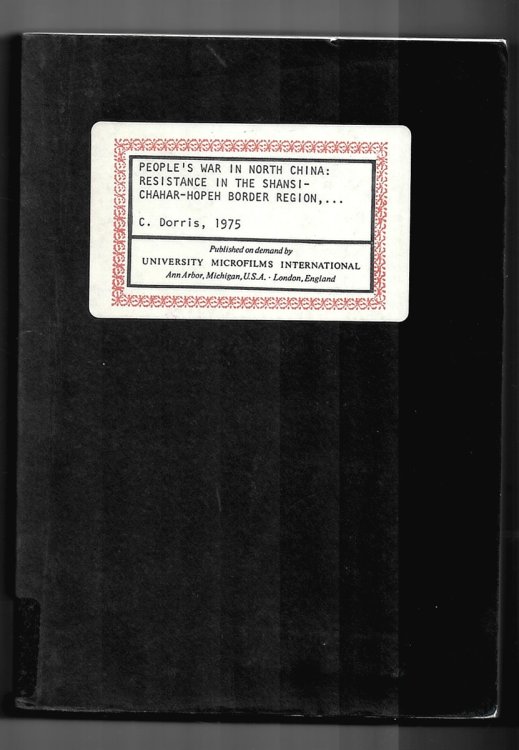 PEOPLE'S WAR IN NORTH CHINA:
RESISTANCE IN THE SHANSI-
CHAHAR-HOPEH BORDER REGION,...
C. Dorris, 1975
Published on demand by
UNIVERSITY MICROFILMS INTERNATIONAL
Ann Arbor, Michigan, U.S.A. · London, England